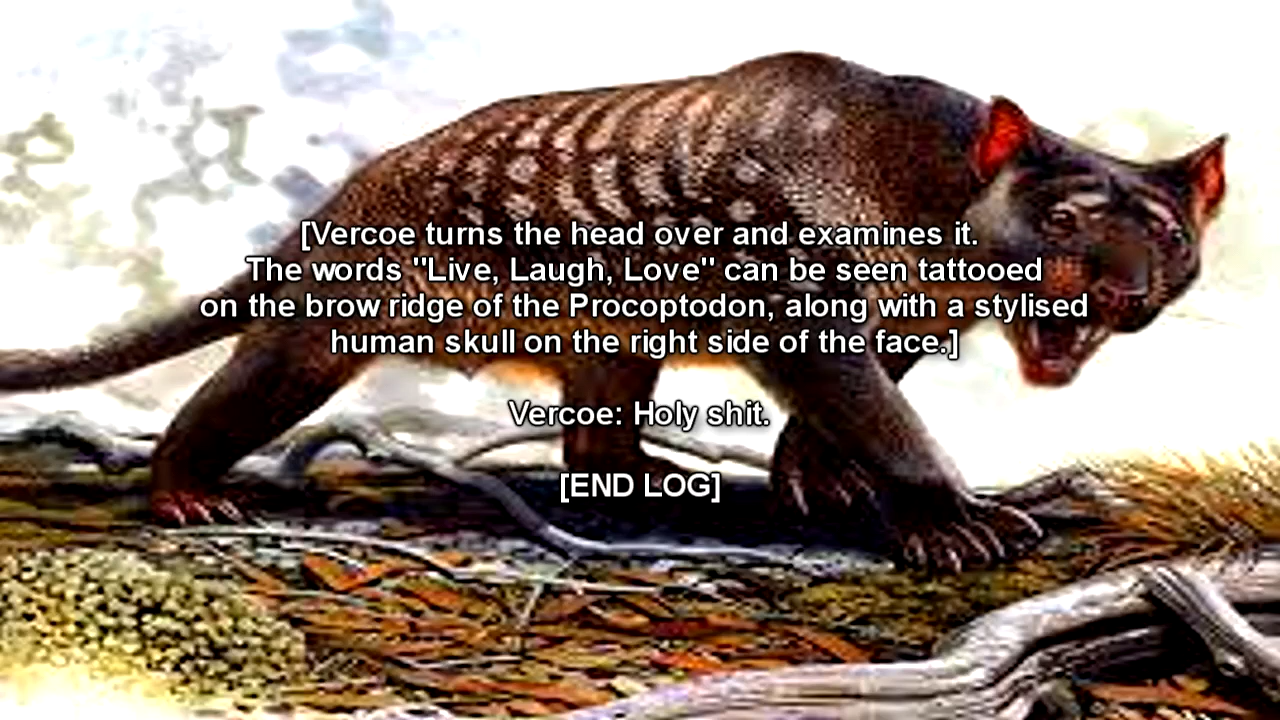 [Vercoe turns the head over and examines it.
The words "Live, Laugh, Love" can be seen tattooed
on the brow ridge of the Procoptodon, along with a stylised
human skull on the right side of the face.]
Vercoe: Holy shit.
[END LOG]